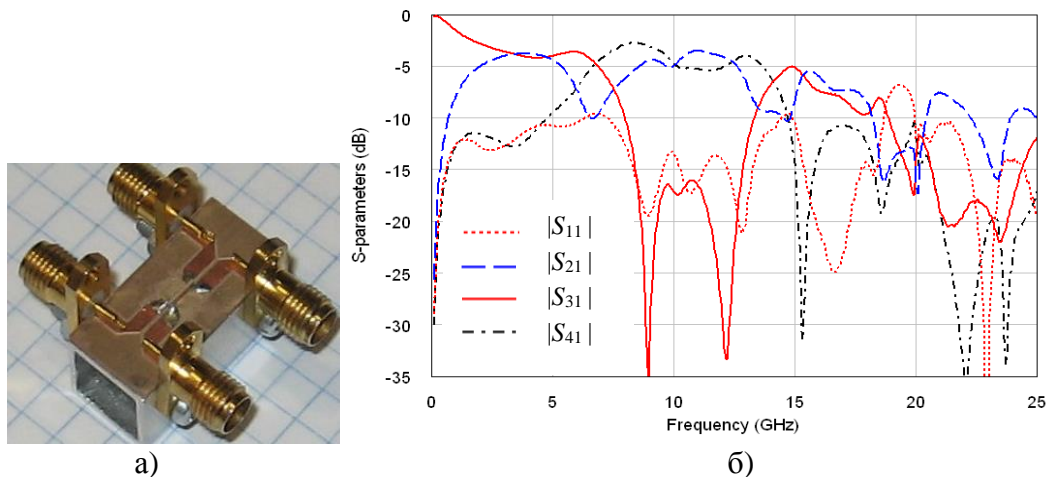 0
-5
-10
-15
-20
-25
-30
-35
S-parameters (dB)
|S11|
|S21|
|S31|
|S41|
0 5 10 15 20 25
Frequency (GHz)
а) б)